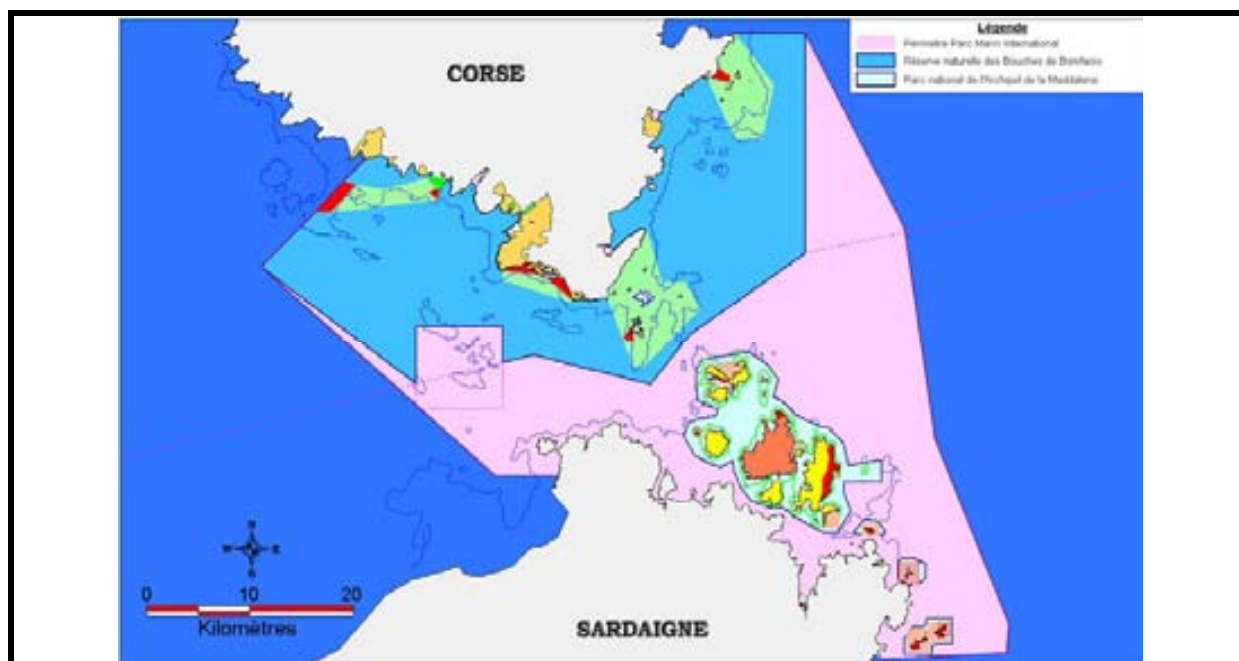 Légende
Périmètre Parc Marin International
Réserve naturelle des Bouches de Bonifacio
Parc national de l'Archipel de la Maddalena
CORSE
N
W E
S
0 10 20
Kilomètres
SARDAIGNE